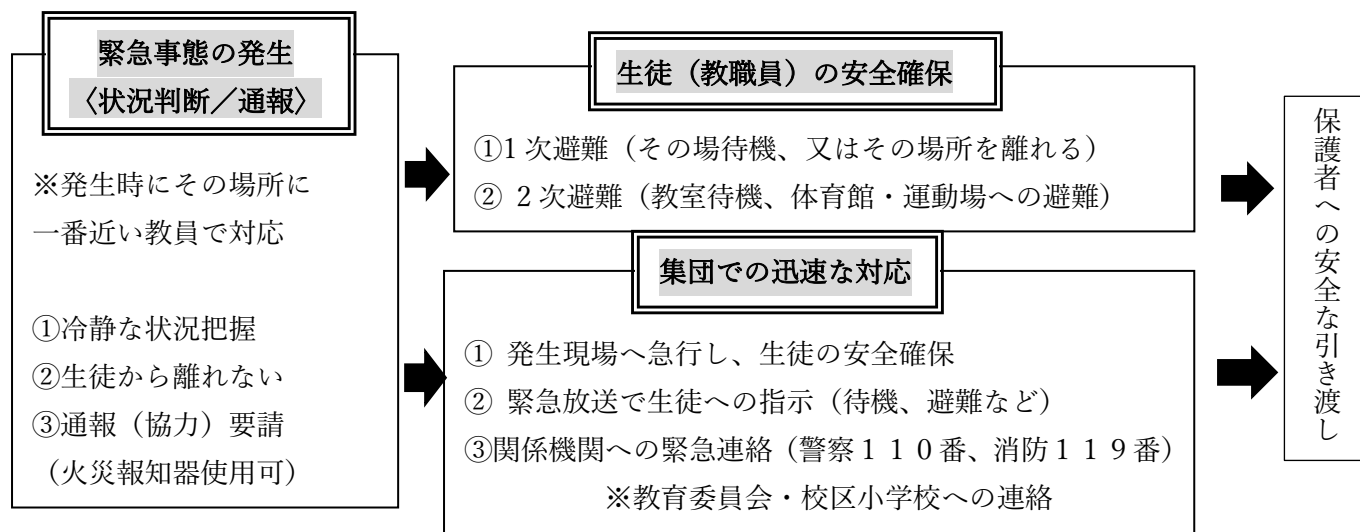 緊急事態の発生
〈状況判断／通報〉
※発生時にその場所に
一番近い教員で対応
①冷静な状況把握
②生徒から離れない
③通報（協力）要請
（火災報知器使用可）
生徒（教職員）の安全確保
①1次避難（その場待機、又はその場所を離れる）
② 2次避難（教室待機、体育館・運動場への避難）
集団での迅速な対応
① 発生現場へ急行し、生徒の安全確保
② 緊急放送で生徒への指示（待機、避難など）
③関係機関への緊急連絡（警察１１０番、消防１１９番）
※教育委員会・校区小学校への連絡
保護者への安全な引き渡し